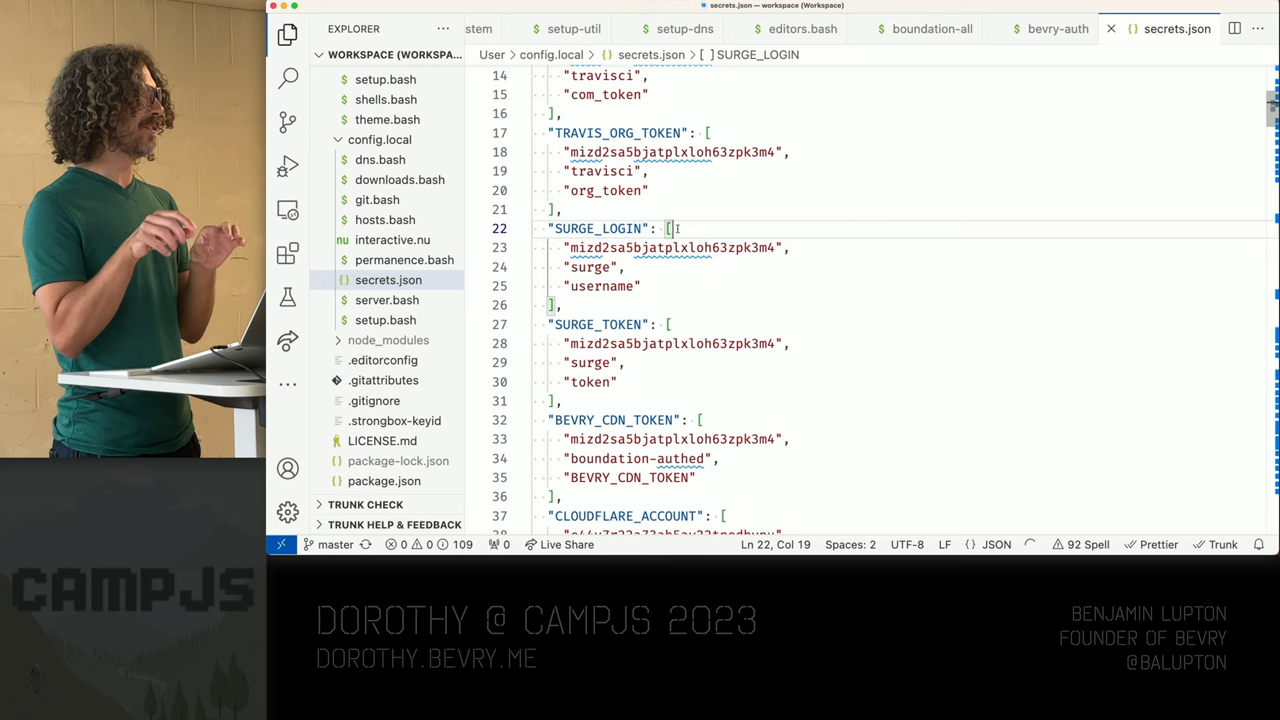 secrets.json — workspace (Workspace)
EXPLORER
stem
$ setup-util
$ setup-dns
$ editors.bash
$ boundation-all
$ bevry-auth
{} secrets.json
WORKSPACE (WORKSPA...
User > config.local > {} secrets.json > [ ] SURGE_LOGIN
$ setup.bash
$ shells.bash
$ theme.bash
config.local
$ dns.bash
$ downloads.bash
$ git.bash
$ hosts.bash
nu interactive.nu
$ permanence.bash
{} secrets.json
$ server.bash
$ setup.bash
node_modules
.editorconfig
.gitattributes
.gitignore
.strongbox-keyid
LICENSE.md
{} package-lock.json
{} package.json
TRUNK CHECK
TRUNK HELP & FEEDBACK
14 "travisci",
15 "com_token"
16 ],
17 "TRAVIS_ORG_TOKEN": [
18 "mizd2sa5bjatplxloh63zpk3m4",
19 "travisci",
20 "org_token"
21 ],
22 "SURGE_LOGIN": [
23 "mizd2sa5bjatplxloh63zpk3m4",
24 "surge",
25 "username"
26 ],
27 "SURGE_TOKEN": [
28 "mizd2sa5bjatplxloh63zpk3m4",
29 "surge",
30 "token"
31 ],
32 "BEVRY_CDN_TOKEN": [
33 "mizd2sa5bjatplxloh63zpk3m4",
34 "boundation-authed",
35 "BEVRY_CDN_TOKEN"
36 ],
37 "CLOUDFLARE_ACCOUNT": [
master
0 0 109
0
Live Share
Ln 22, Col 19
Spaces: 2
UTF-8
LF
{} JSON
92 Spell
Prettier
Trunk
CAMPJS
DOROTHY @ CAMPJS 2023
DOROTHY.BEVRY.ME
BENJAMIN LUPTON
FOUNDER OF BEVRY
@BALUPTON